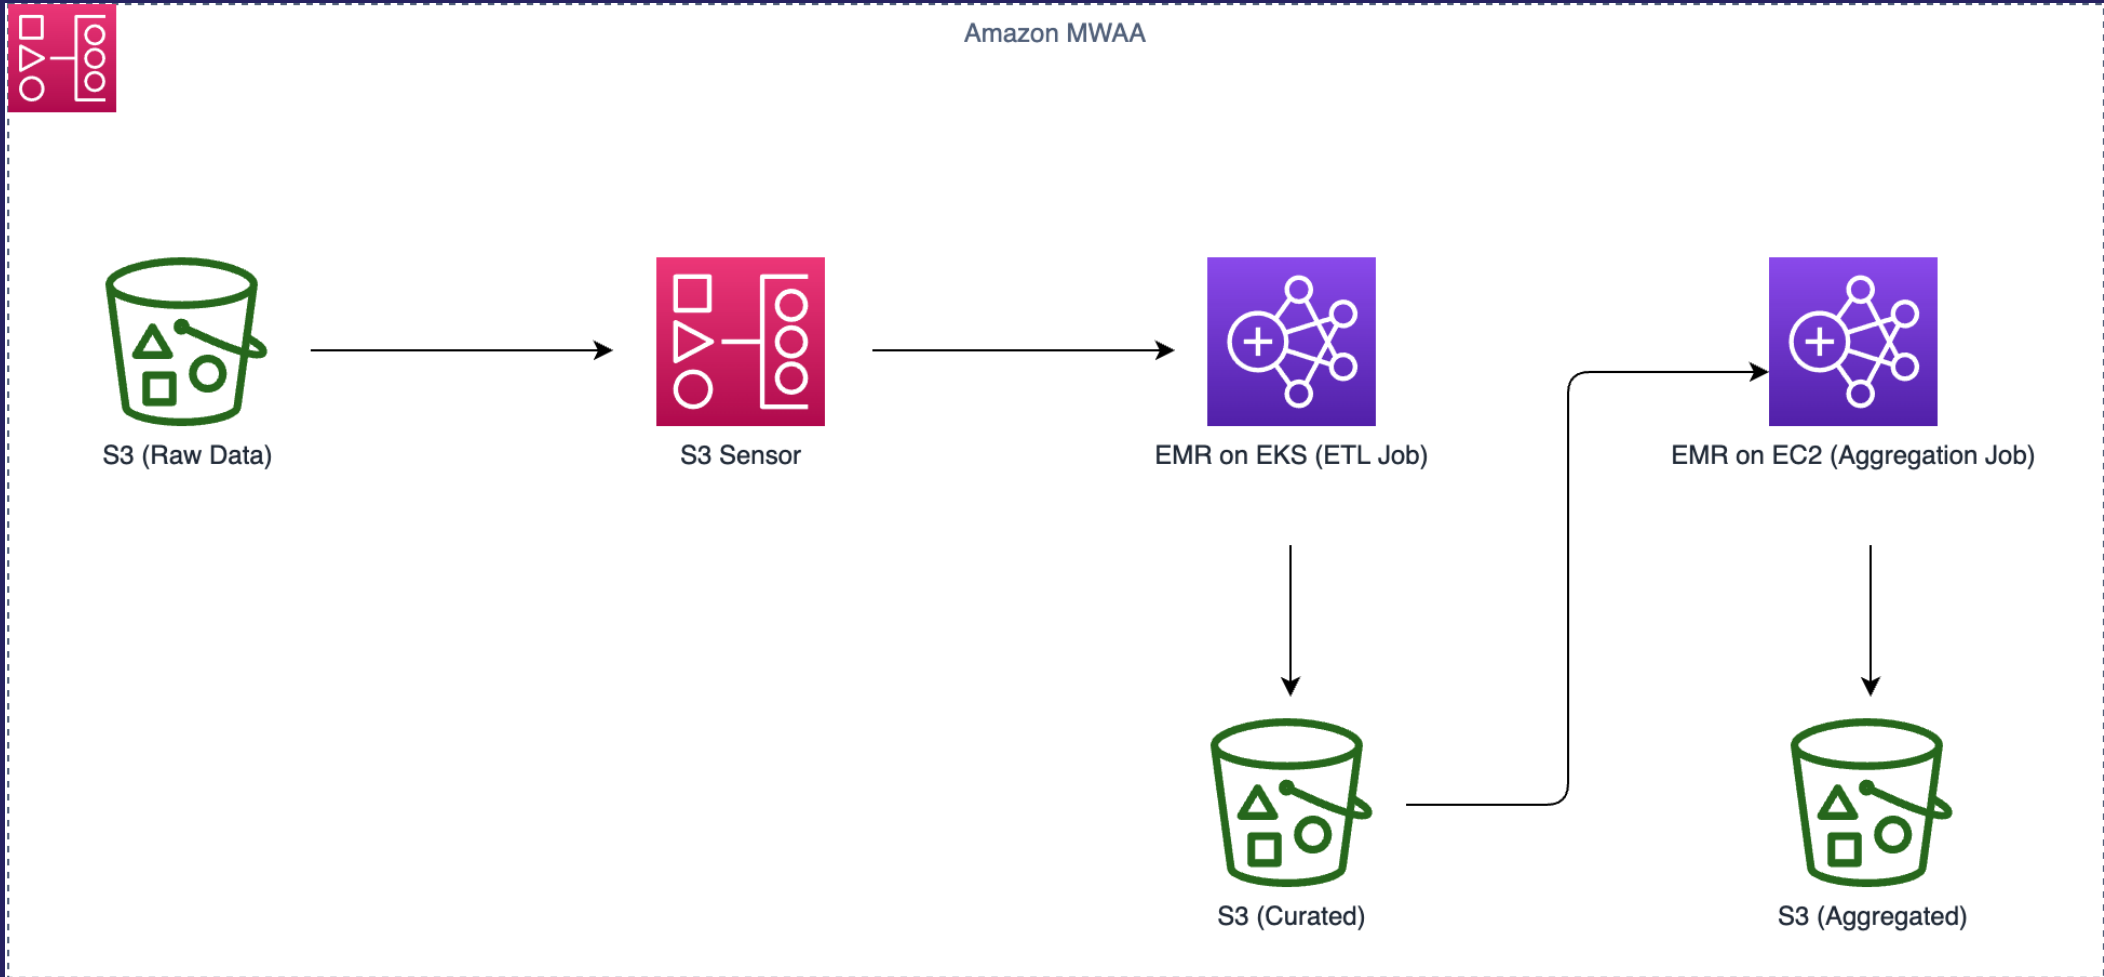 Amazon MWAA
S3 (Raw Data)
S3 Sensor
EMR on EKS (ETL Job)
EMR on EC2 (Aggregation Job)
S3 (Curated)
S3 (Aggregated)